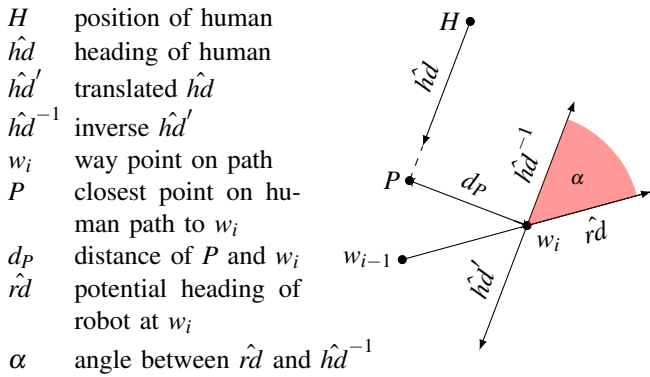 H position of human
ĥd heading of human
ĥd′ translated ĥd
ĥd⁻¹ inverse ĥd′
wᵢ way point on path
P closest point on hu-
man path to wᵢ
d_P distance of P and wᵢ
r̂d potential heading of
robot at wᵢ
α angle between r̂d and ĥd⁻¹
H
ĥd
ĥd⁻¹
P
d_P
α
wᵢ
r̂d
wᵢ₋₁
ĥd′